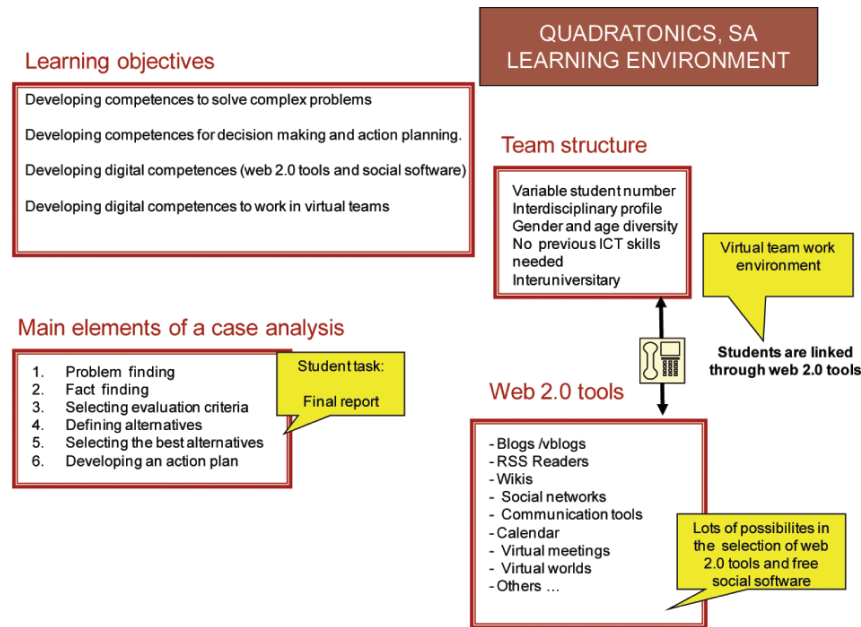 QUADRATONICS, SA
LEARNING ENVIRONMENT
Learning objectives
Developing competences to solve complex problems
Developing competences for decision making and action planning.
Developing digital competences (web 2.0 tools and social software)
Developing digital competences to work in virtual teams
Team structure
Variable student number
Interdisciplinary profile
Gender and age diversity
No previous ICT skills
needed
Interuniversitary
Virtual team work
environment
Students are linked
through web 2.0 tools
Main elements of a case analysis
1. Problem finding
2. Fact finding
3. Selecting evaluation criteria
4. Defining alternatives
5. Selecting the best alternatives
6. Developing an action plan
Student task:
Final report
Web 2.0 tools
- Blogs /vblogs
- RSS Readers
- Wikis
- Social networks
- Communication tools
- Calendar
- Virtual meetings
- Virtual worlds
- Others ...
Lots of possibilites in
the selection of web
2.0 tools and free
social software